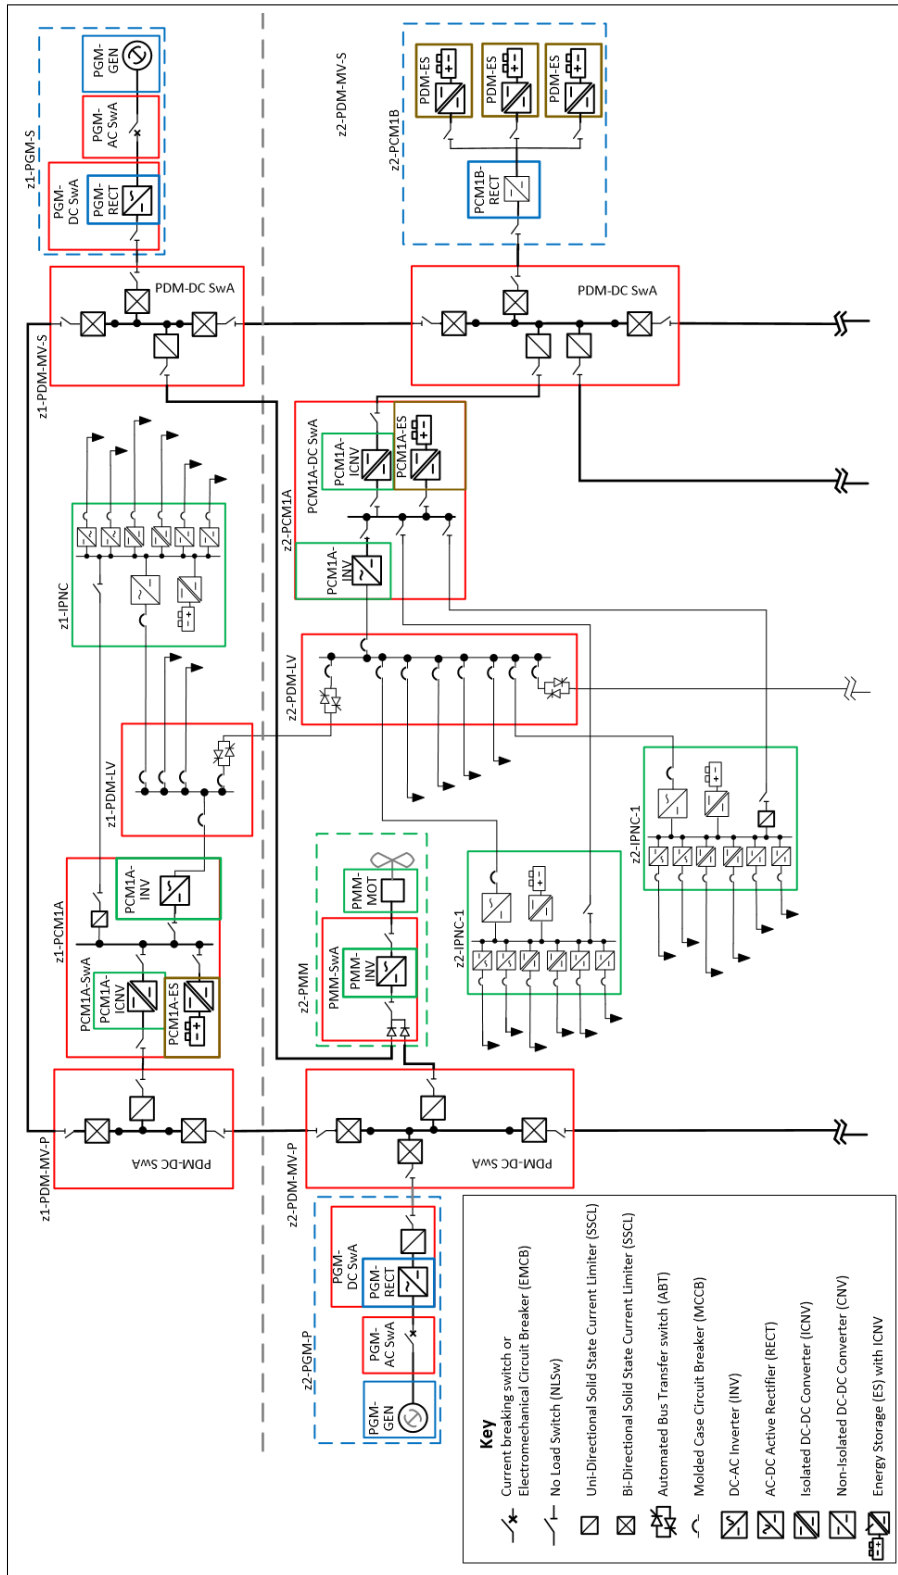 z1-PGM-S
PGM-
GEN
PGM-
AC SwA
PGM-
DC SwA
PGM-
RECT
z1-PDM-MV-S
PDM-DC SwA
z2-PDM-MV-S
z2-PCM1B
PDM-ES
PDM-ES
PDM-ES
PCM1B-
RECT
PDM-DC SwA
z1-IPNC
z2-PCM1A
PCM1A-DC SwA
PCM1A-
ICNV
PCM1A-ES
PCM1A-
INV
z1-PDM-LV
z2-PDM-LV
z1-PCM1A
PCM1A-SwA
PCM1A-
ICNV
PCM1A-ES
PCM1A-
INV
z2-PMM
PMM-SwA
PMM-
INV
PMM-
MOT
z2-IPNC-1
z2-IPNC-1
z1-PDM-MV-P
PDM-DC SwA
z2-PDM-MV-P
PDM-DC SwA
z2-PGM-P
PGM-
DC SwA
PGM-
RECT
PGM-
AC SwA
PGM-
GEN
Key
Current breaking switch or
Electromechanical Circuit Breaker (EMCB)
No Load Switch (NLSw)
Uni-Directional Solid State Current Limiter (SSCL)
Bi-Directional Solid State Current Limiter (SSCL)
Automated Bus Transfer switch (ABT)
Molded Case Circuit Breaker (MCCB)
DC-AC Inverter (INV)
AC-DC Active Rectifier (RECT)
Isolated DC-DC Converter (ICNV)
Non-Isolated DC-DC Converter (CNV)
Energy Storage (ES) with ICNV